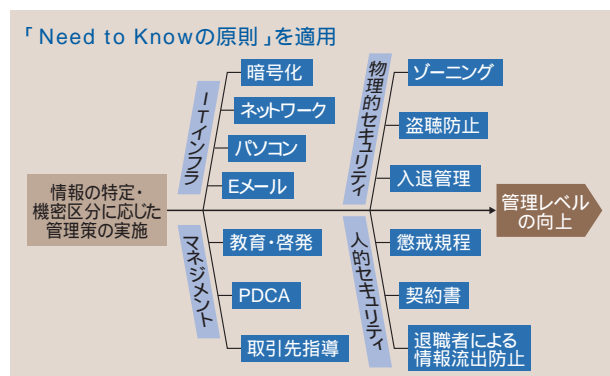 「Need to Knowの原則」を適用
ITインフラ
暗号化
ネットワーク
パソコン
Eメール
物理的セキュリティ
ゾーニング
盗聴防止
入退管理
情報の特定・
機密区分に応じた
管理策の実施
管理レベル
の向上
マネジメント
教育・啓発
PDCA
取引先指導
人的セキュリティ
懲戒規程
契約書
退職者による
情報流出防止